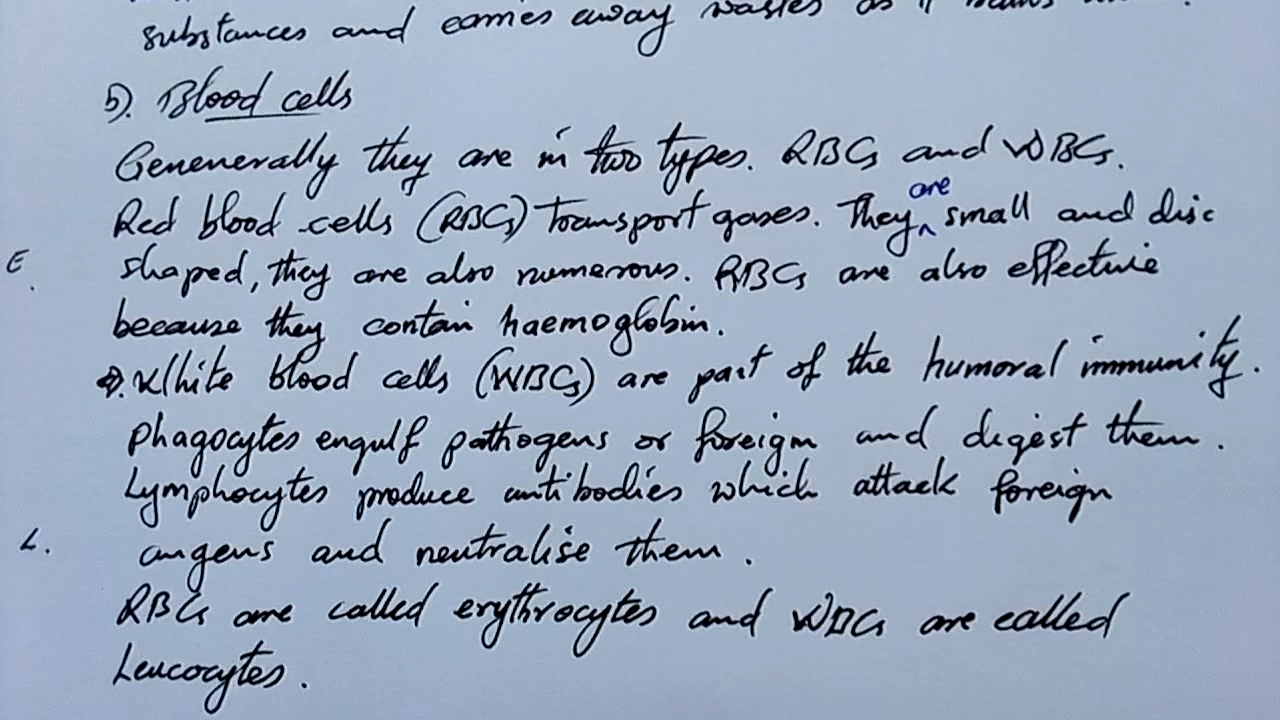 substances and carries away wastes as it
b). Blood cells
Genenerally they are in two types. RBCs and WBCs.
Red blood cells (RBCs) transport gases. They are small and disc
E. shaped, they are also numerous. RBCs are also effective
because they contain haemoglobin.
White blood cells (WBCs) are part of the humoral immunity.
Phagocytes engulf pathogens or foreign and digest them.
Lymphocytes produce antibodies which attack foreign
L. angens and neutralise them.
RBCs are called erythrocytes and WBCs are called
Leucocytes.